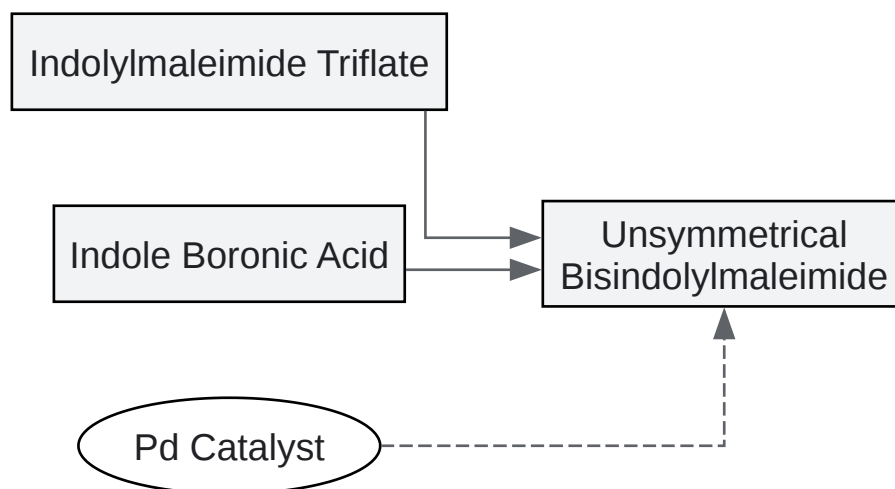 Indolylmaleimide Triflate
Indole Boronic Acid
Unsymmetrical
Bisindolylmaleimide
Pd Catalyst